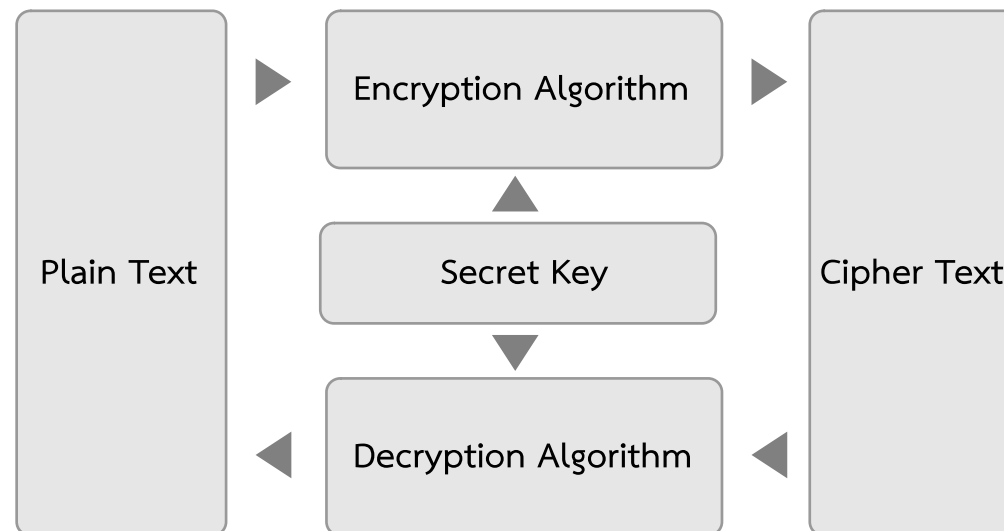 Encryption Algorithm
Plain Text
Secret Key
Cipher Text
Decryption Algorithm